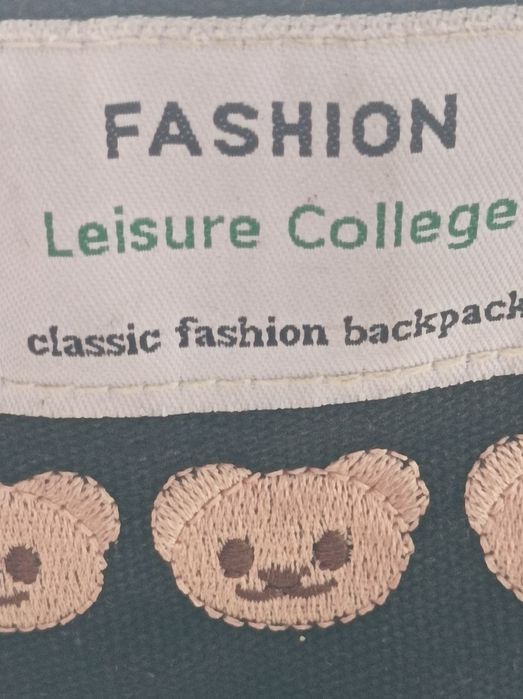 FASHION
Leisure College
classic fashion backpack